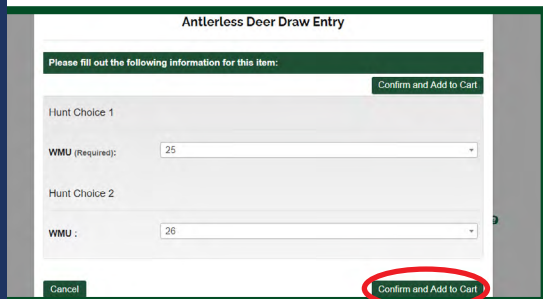 Antlerless Deer Draw Entry
Please fill out the following information for this item:
Confirm and Add to Cart
Hunt Choice 1
WMU (Required): 25
Hunt Choice 2
WMU : 26
Cancel Confirm and Add to Cart